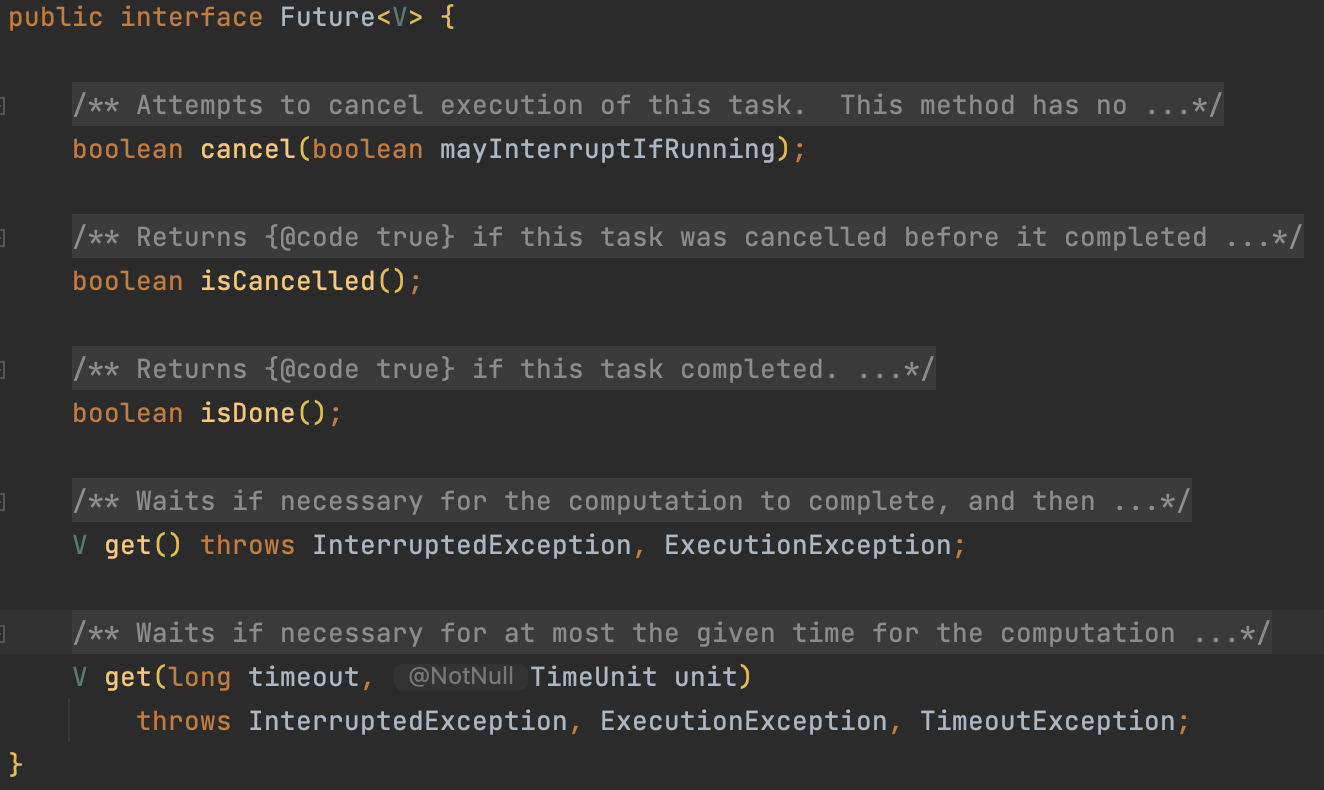 public interface Future<V> {
/** Attempts to cancel execution of this task.  This method has no ...*/
boolean cancel(boolean mayInterruptIfRunning);
/** Returns {@code true} if this task was cancelled before it completed ...*/
boolean isCancelled();
/** Returns {@code true} if this task completed. ...*/
boolean isDone();
/** Waits if necessary for the computation to complete, and then ...*/
V get() throws InterruptedException, ExecutionException;
/** Waits if necessary for at most the given time for the computation ...*/
V get(long timeout, @NotNull TimeUnit unit)
throws InterruptedException, ExecutionException, TimeoutException;
}